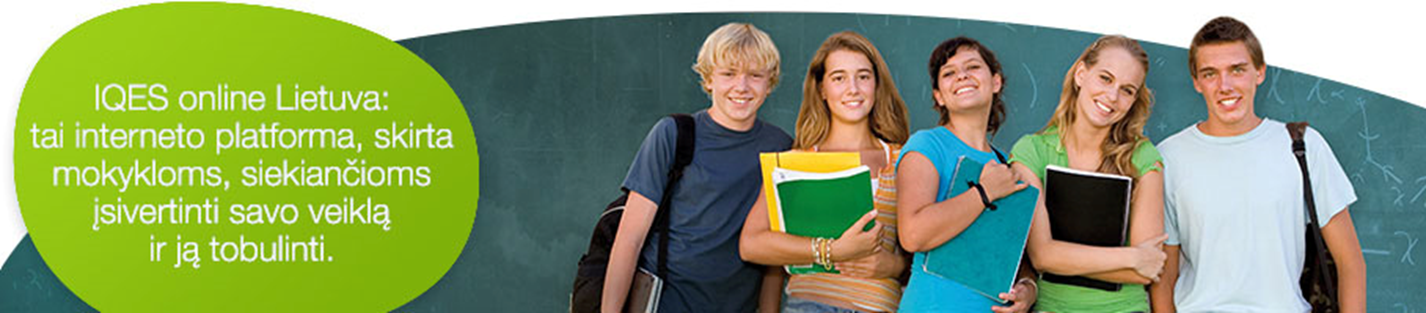 IQES online Lietuva:
tai interneto platforma, skirta
mokykloms, siekiančioms
įsivertinti savo veiklą
ir ją tobulinti.